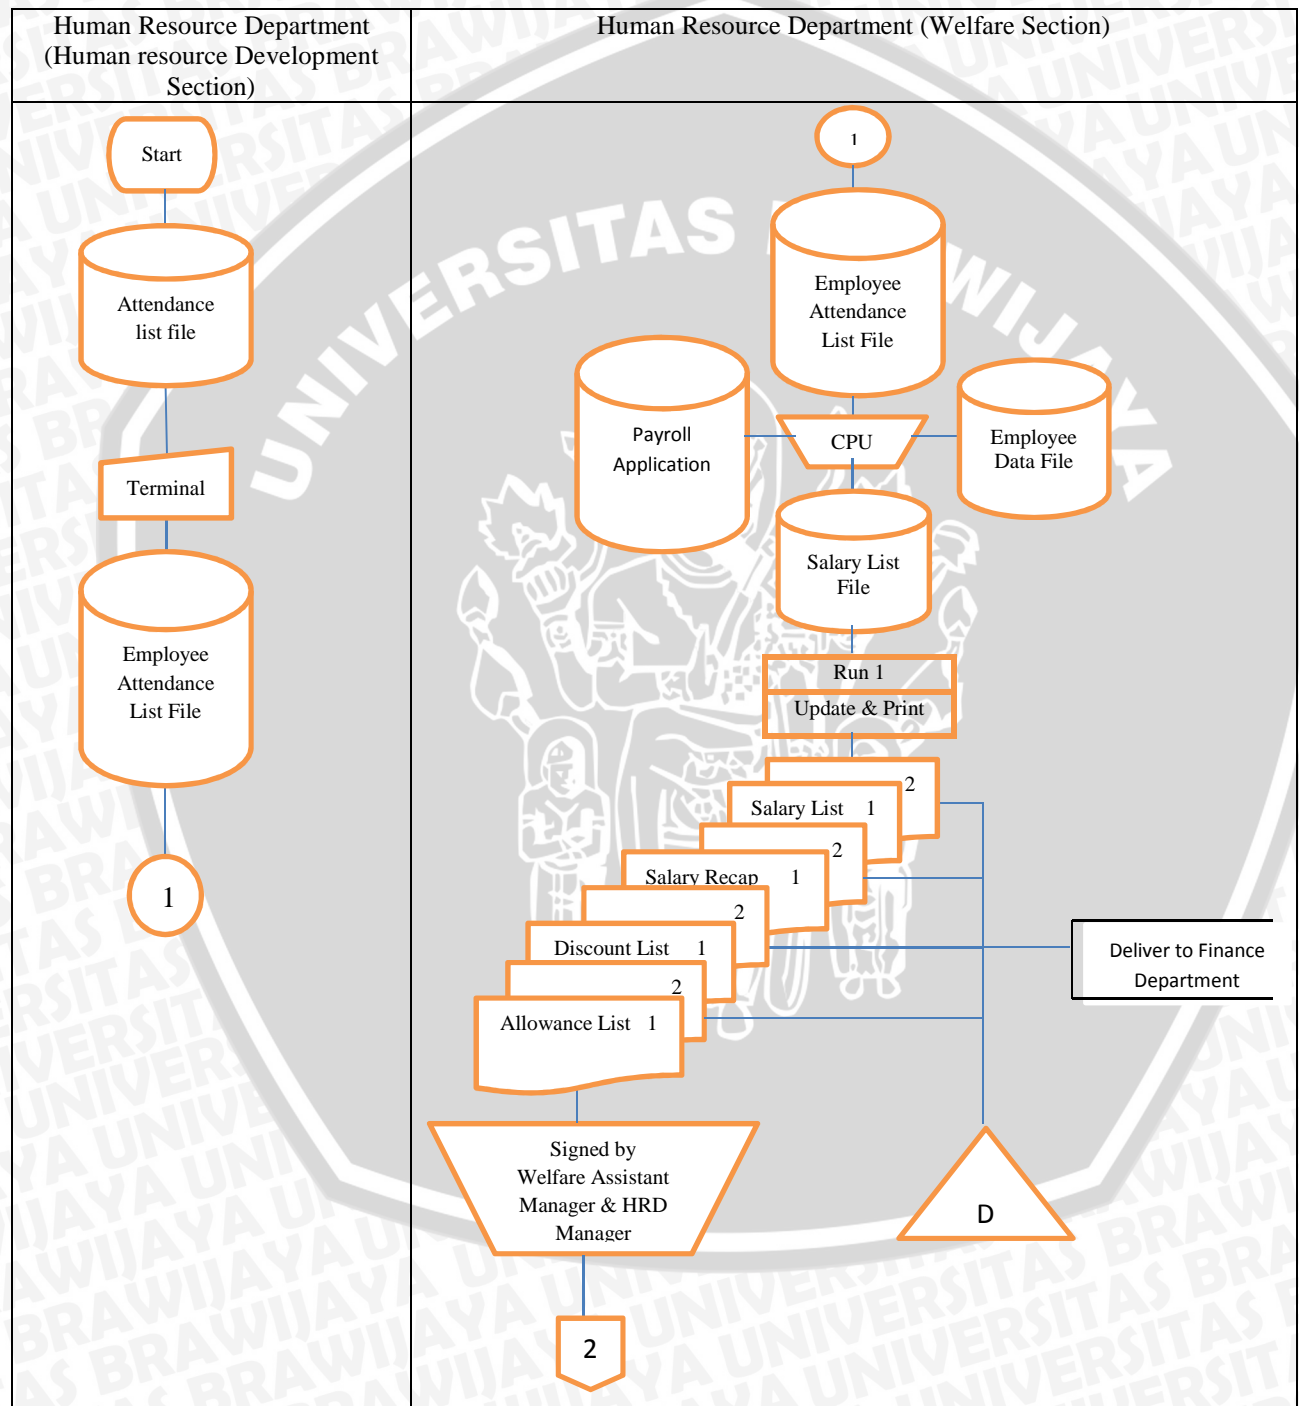 Human Resource Department
(Human resource Development
Section)
Human Resource Department (Welfare Section)
Start
Attendance
list file
Terminal
Employee
Attendance
List File
1
1
Employee
Attendance
List File
Payroll
Application
CPU
Employee
Data File
Salary List
File
Run 1
Update & Print
2
Salary List 1
2
Salary Recap 1
2
Discount List 1
2
Allowance List 1
Deliver to Finance
Department
Signed by
Welfare Assistant
Manager & HRD
Manager
D
2
UNIVERSITAS BRAWIJAYA